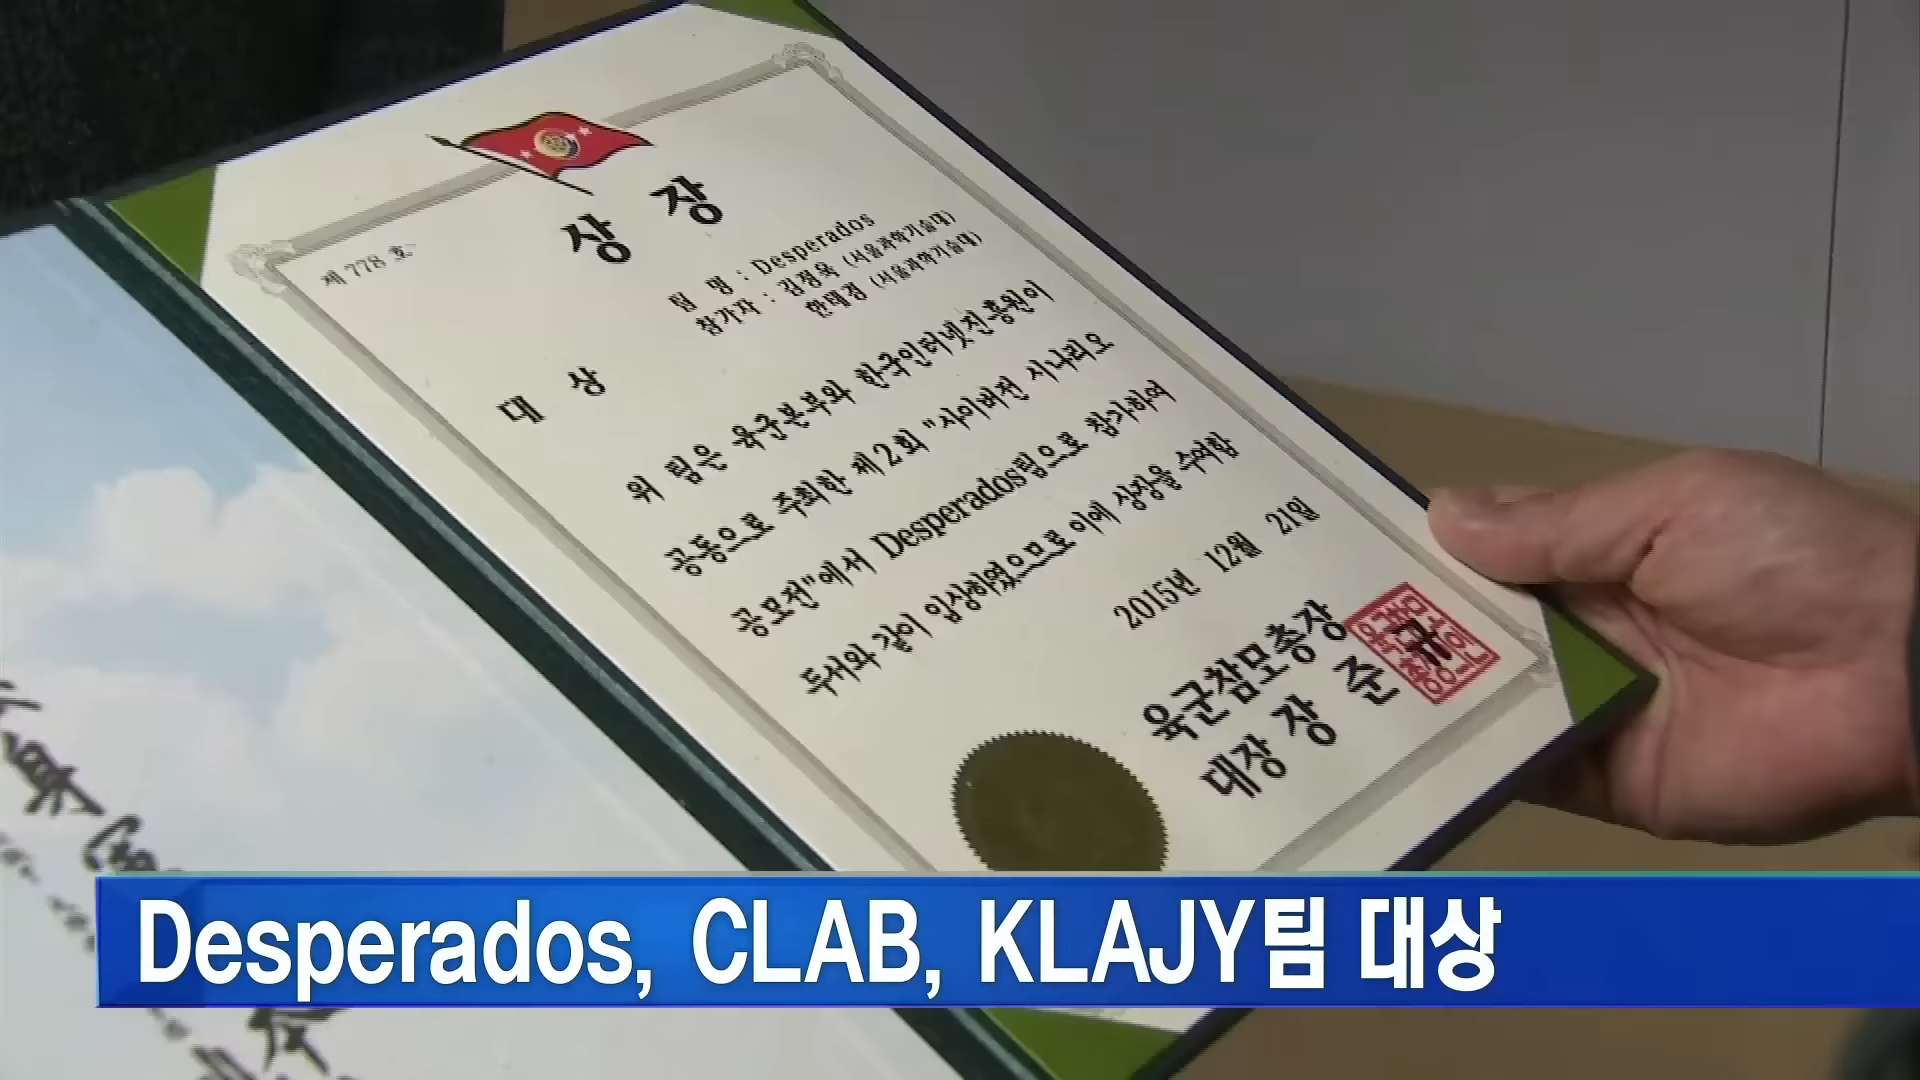 제 778 호
상 장
팀 명 : Desperados
참가자 : 김정욱 (서울과학기술대)
한태경 (서울과학기술대)
대 상
위 팀은 육군본부와 한국인터넷진흥원이
공동으로 주최한 제2회 "사이버전 시나리오
공모전"에서 Desperados팀으로 참가하여
두서와 같이 입상하였으므로 이에 상장을 수여함
2015년 12월 21일
육군참모총장
대장 장 준 규
Desperados, CLAB, KLAJY팀 대상